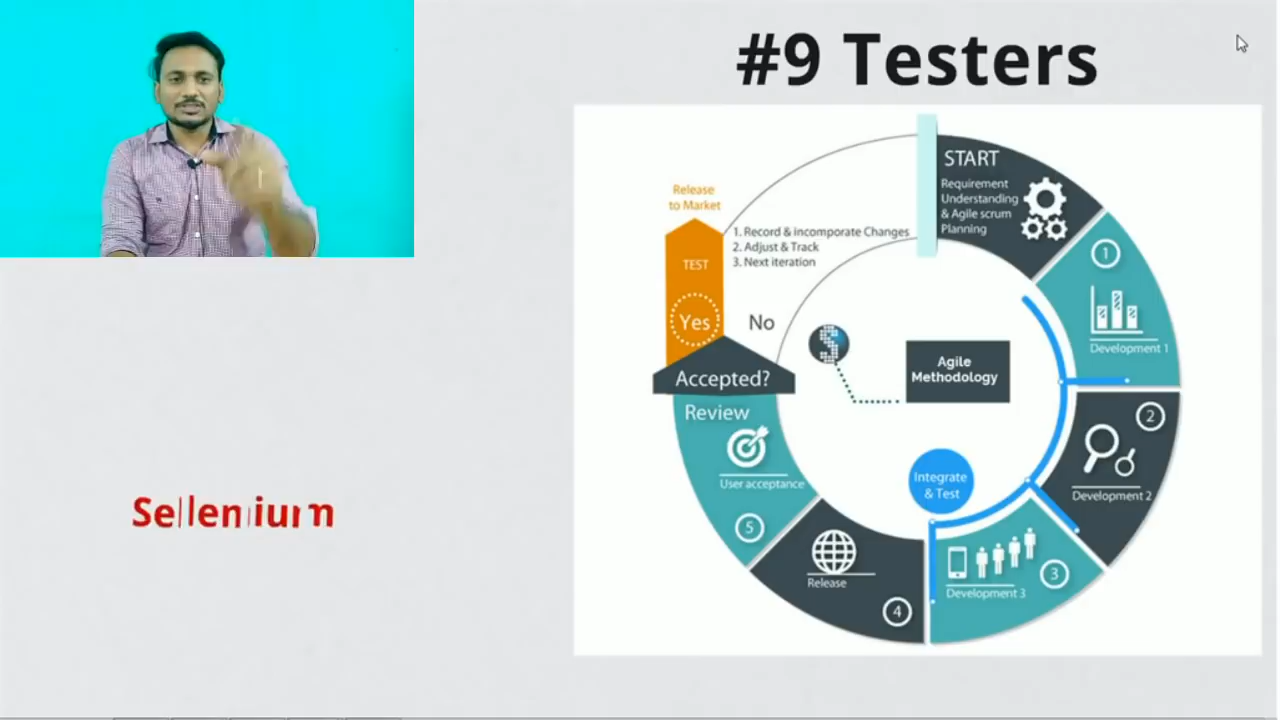 #9 Testers
START
Requirement
Understanding
& Agile scrum
Planning
1
Development 1
2
Development 2
3
Development 3
4
Release
5
User acceptance
Review
Accepted?
Yes
No
TEST
Release
to Market
1. Record & incomporate Changes
2. Adjust & Track
3. Next iteration
Agile
Methodology
Integrate
& Test
S
Sellenium